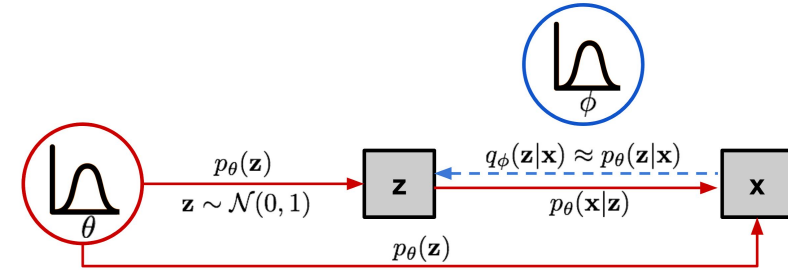 ϕ
q_ϕ(z|x) ≈ p_θ(z|x)
p_θ(z)
z
x
z ∼ 𝒩(0, 1)
p_θ(x|z)
θ
p_θ(z)